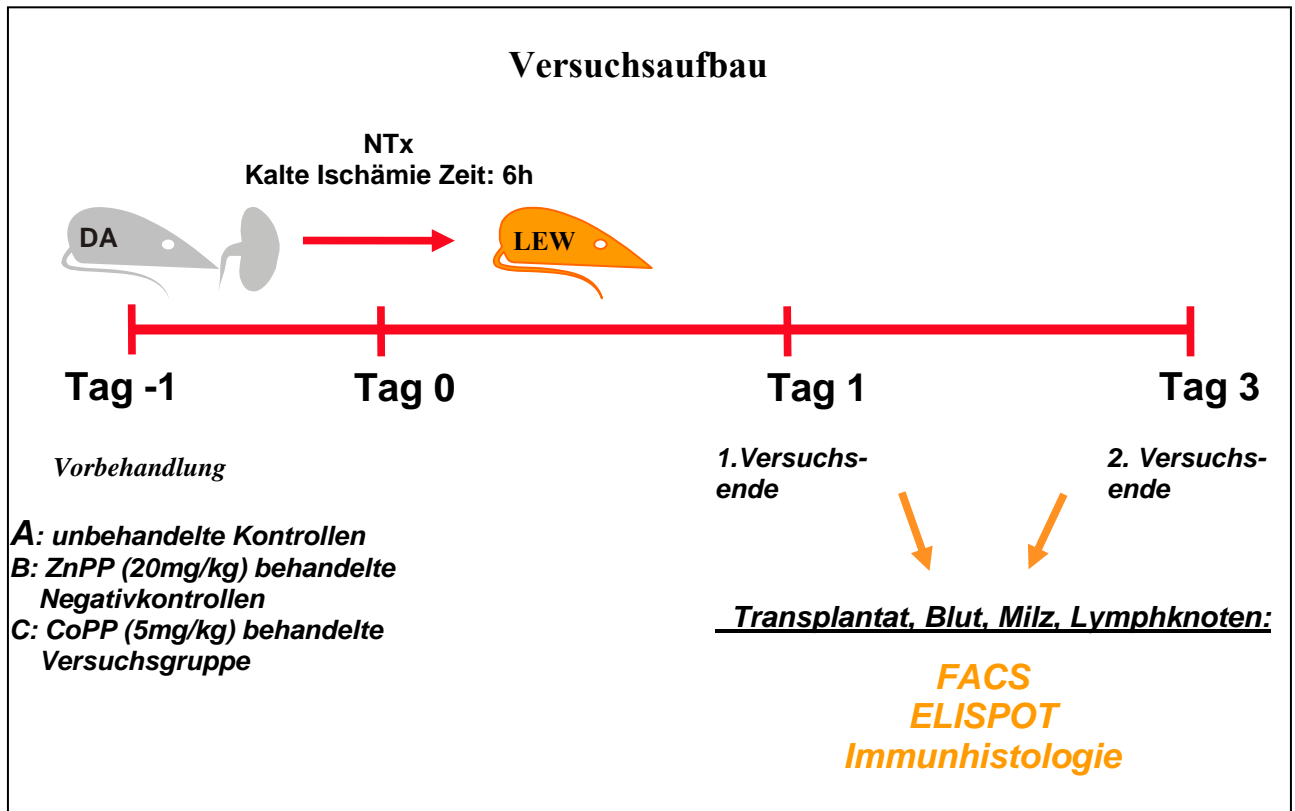 Versuchsaufbau
NTx
Kalte Ischämie Zeit: 6h
DA
LEW
Tag -1
Tag 0
Tag 1
Tag 3
Vorbehandlung
A: unbehandelte Kontrollen
B: ZnPP (20mg/kg) behandelte
Negativkontrollen
C: CoPP (5mg/kg) behandelte
Versuchsgruppe
1.Versuchs-
ende
2. Versuchs-
ende
Transplantat, Blut, Milz, Lymphknoten:
FACS
ELISPOT
Immunhistologie